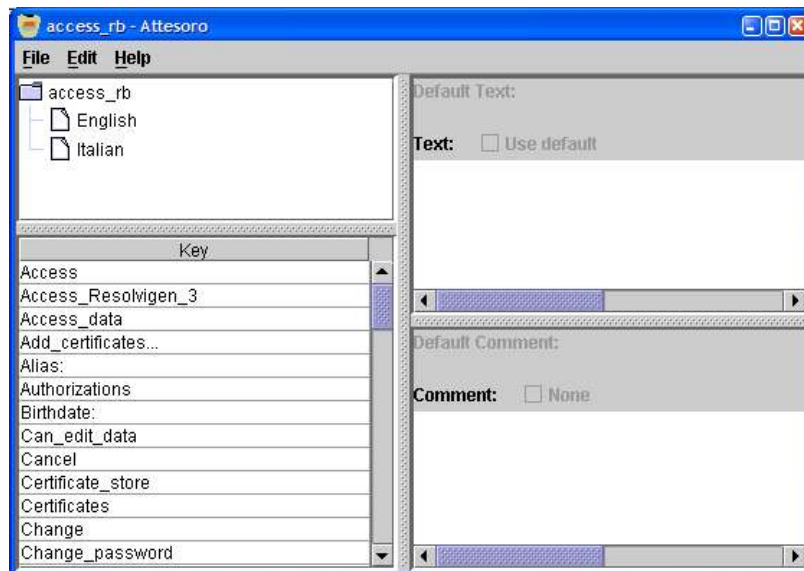 access_rb - Attesoro
File Edit Help
access_rb
English
Italian
Key
Access
Access_Resolvigen_3
Access_data
Add_certificates...
Alias:
Authorizations
Birthdate:
Can_edit_data
Cancel
Certificate_store
Certificates
Change
Change_password
Default Text:
Text: Use default
Default Comment:
Comment: None